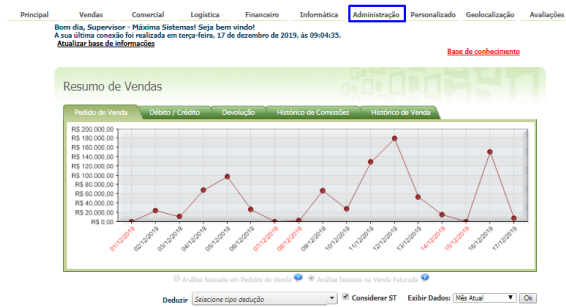 Principal Vendas Comercial Logística Financeiro Informática Administração Personalizado Geolocalização Avaliações
Bom dia, Supervisor - Máxima Sistemas! Seja bem vindo!
A sua última conexão foi realizada em terça-feira, 17 de dezembro de 2019, às 09:04:35.
Atualizar base de informações
Base de conhecimento
Resumo de Vendas
Pedido de Venda Débito / Crédito Devolução Histórico de Comissões Histórico de Venda
R$ 200.000,00
R$ 180.000,00
R$ 160.000,00
R$ 140.000,00
R$ 120.000,00
R$ 100.000,00
R$ 80.000,00
R$ 60.000,00
R$ 40.000,00
R$ 20.000,00
R$ 0,00
01/12/2019 02/12/2019 03/12/2019 04/12/2019 05/12/2019 06/12/2019 07/12/2019 08/12/2019 09/12/2019 10/12/2019 11/12/2019 12/12/2019 13/12/2019 14/12/2019 15/12/2019 16/12/2019 17/12/2019
Análise baseada em Pedidos de Venda Análise baseada na Venda Faturada
Deduzir Selecione tipo dedução Considerar ST Exibir Dados: Mês Atual Ok